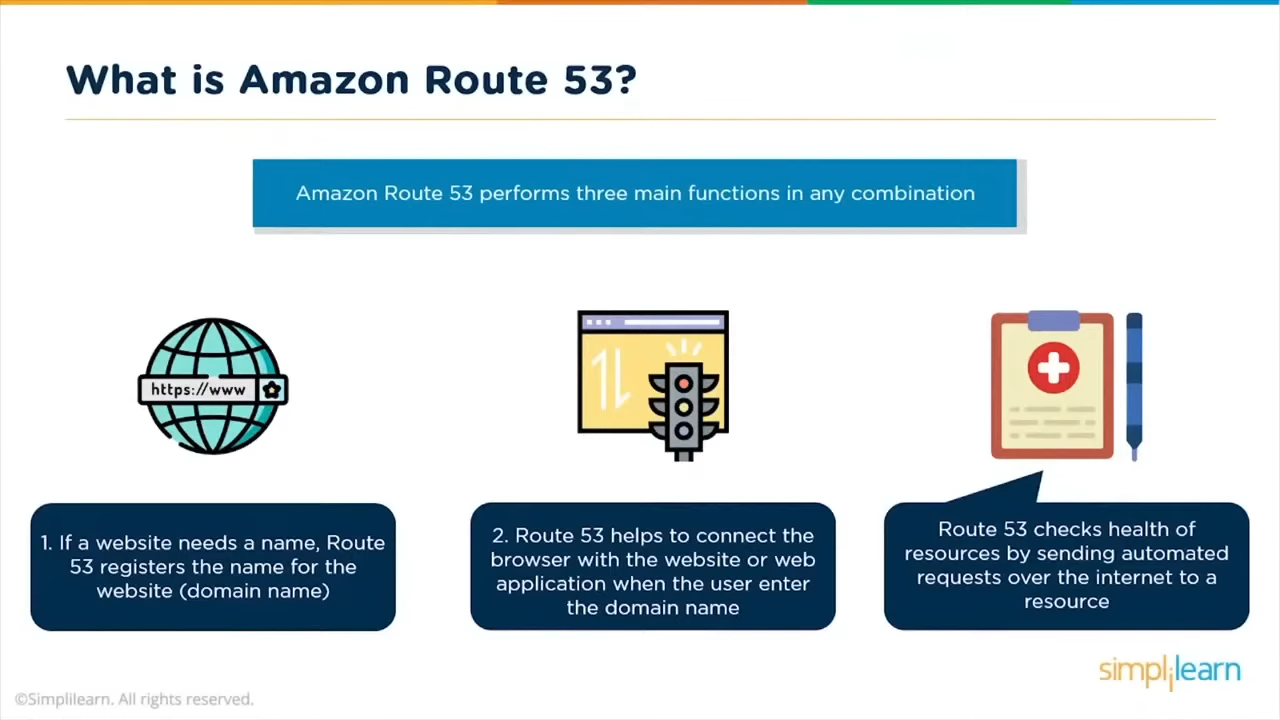 What is Amazon Route 53?
Amazon Route 53 performs three main functions in any combination
https://www
1. If a website needs a name, Route
53 registers the name for the
website (domain name)
2. Route 53 helps to connect the
browser with the website or web
application when the user enter
the domain name
Route 53 checks health of
resources by sending automated
requests over the internet to a
resource
simplilearn
©Simplilearn. All rights reserved.